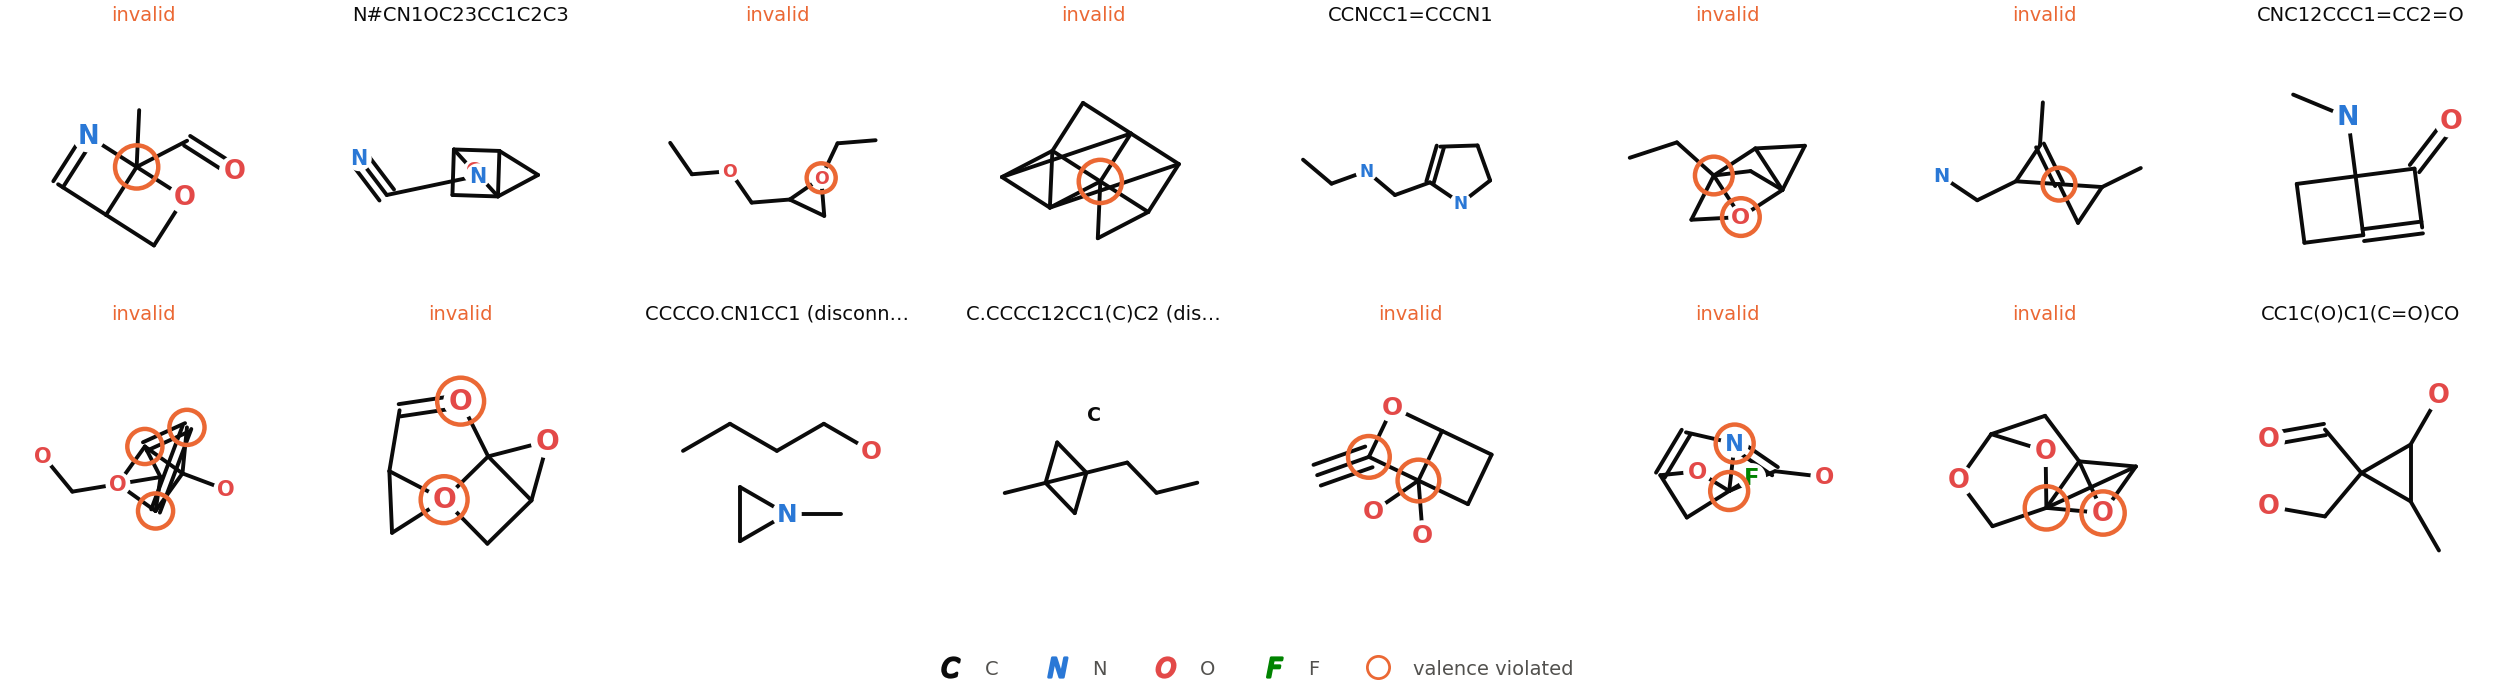 invalid N#CN1OC23CC1C2C3 invalid invalid CCNCC1=CCCN1 invalid invalid CNC12CCC1=CC2=O
N O O
N O N
O O
N N
O
N
N O
invalid invalid CCCCO.CN1CC1 (disconn... C.CCCC12CC1(C)C2 (dis... invalid invalid invalid CC1C(O)C1(C=O)CO
O O O
O O O
O N
C
O O O
N O F O
O O O
O O O
C C N N O O F F valence violated